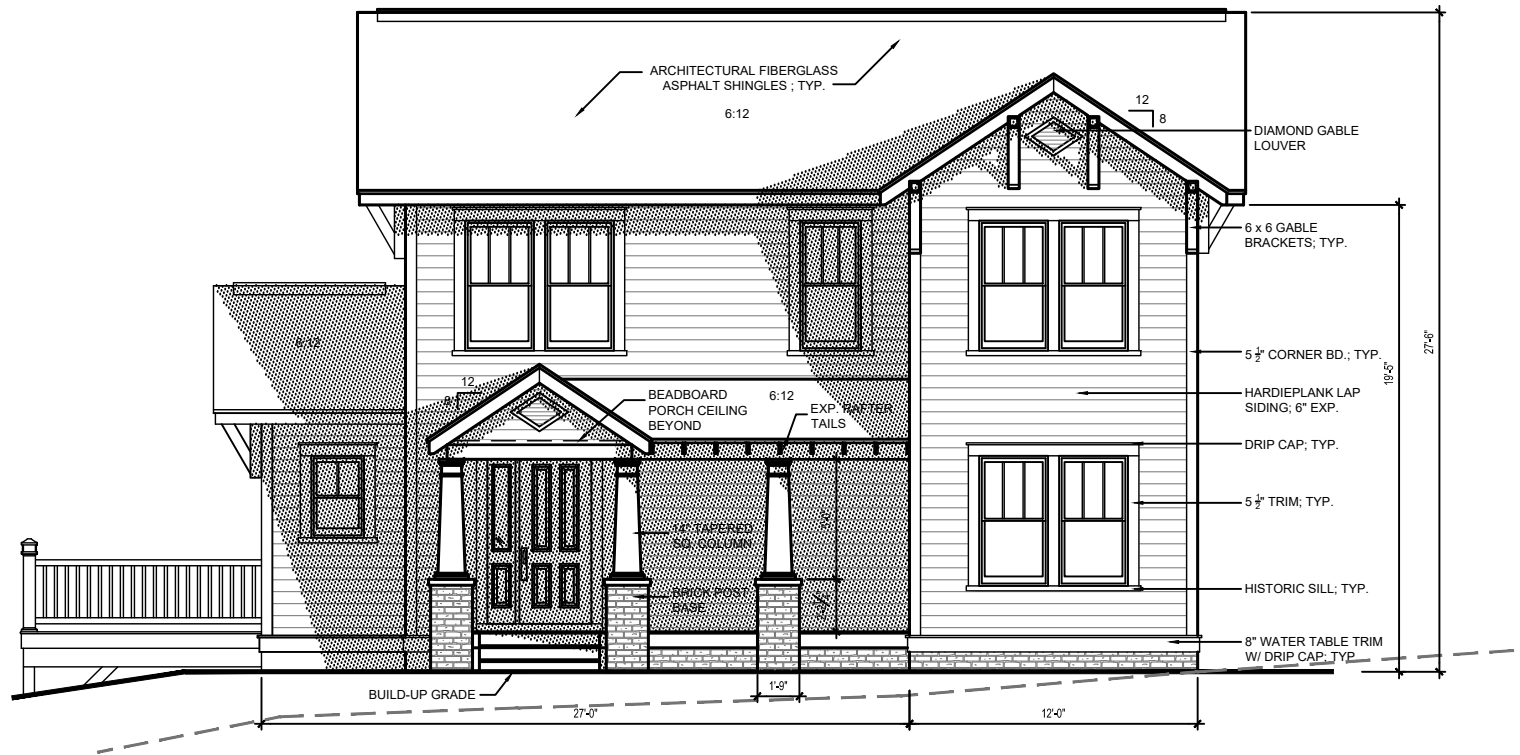 ARCHITECTURAL FIBERGLASS
ASPHALT SHINGLES ; TYP.
6:12
12
8
DIAMOND GABLE
LOUVER
6 x 6 GABLE
BRACKETS; TYP.
27'-6"
19'-5"
8:12
5 1/2" CORNER BD.; TYP.
12
8
BEADBOARD
PORCH CEILING
BEYOND
6:12
EXP. RAFTER
TAILS
HARDIEPLANK LAP
SIDING; 6" EXP.
DRIP CAP; TYP.
5 1/2" TRIM; TYP.
14" TAPERED
SQ. COLUMN
BRICK POST
BASE
HISTORIC SILL; TYP.
8" WATER TABLE TRIM
W/ DRIP CAP; TYP.
BUILD-UP GRADE
1'-9"
27'-0"
12'-0"